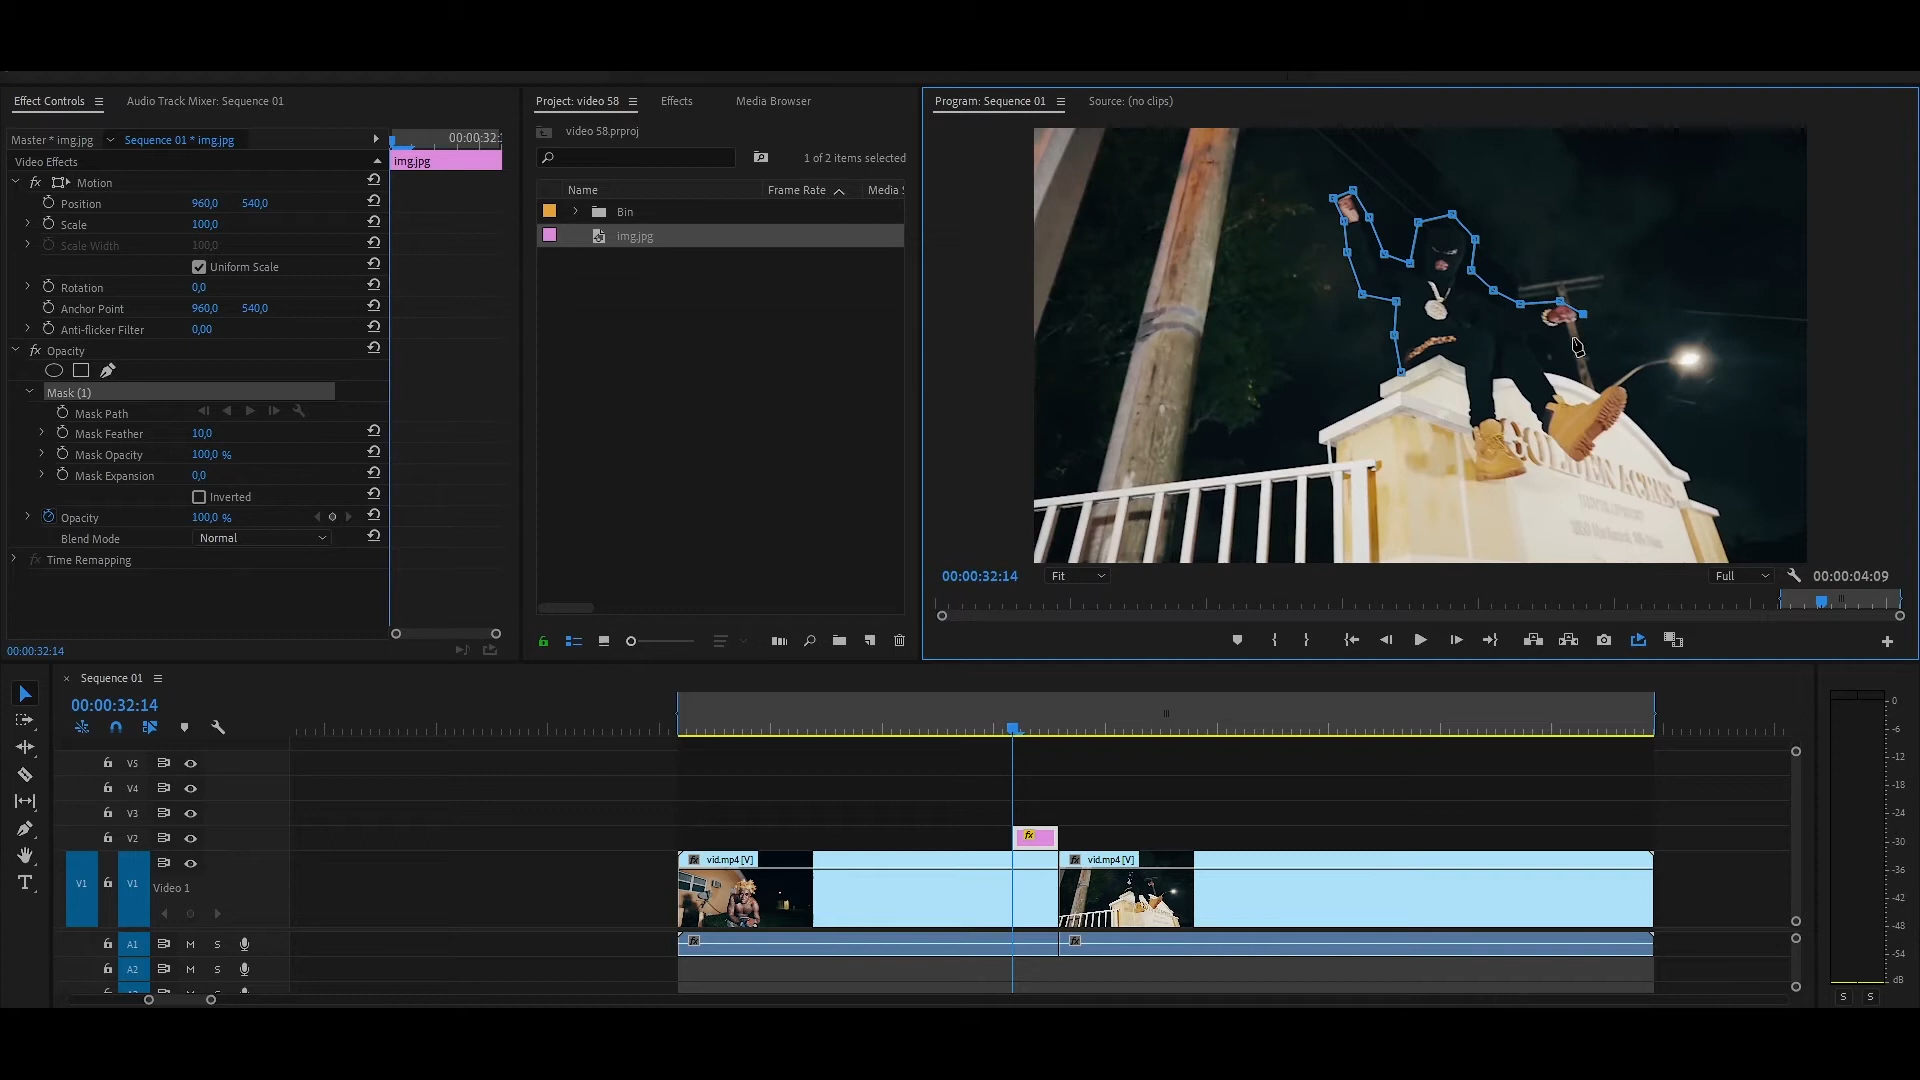 Effect Controls
Audio Track Mixer: Sequence 01
Master * img.jpg
Sequence 01 * img.jpg
00:00:32:
Video Effects
img.jpg
fx Motion
Position 960,0 540,0
Scale 100,0
Scale Width 100,0
Uniform Scale
Rotation 0,0
Anchor Point 960,0 540,0
Anti-flicker Filter 0,00
fx Opacity
Mask (1)
Mask Path
Mask Feather 10,0
Mask Opacity 100,0 %
Mask Expansion 0,0
Inverted
Opacity 100,0 %
Blend Mode Normal
fx Time Remapping
00:00:32:14
Project: video 58
Effects
Media Browser
video 58.prproj
1 of 2 items selected
Name Frame Rate Media S
Bin
img.jpg
Program: Sequence 01
Source: (no clips)
GOLDEN ACRES
00:00:32:14
Fit
Full
00:00:04:09
Sequence 01
00:00:32:14
V5
V4
V3
V2
fx
V1 V1
Video 1
fx vid.mp4 [V]
fx vid.mp4 [V]
A1 M S
fx
fx
A2 M S
0
-6
-12
-18
-24
-30
-36
-42
-48
-54
dB
S S